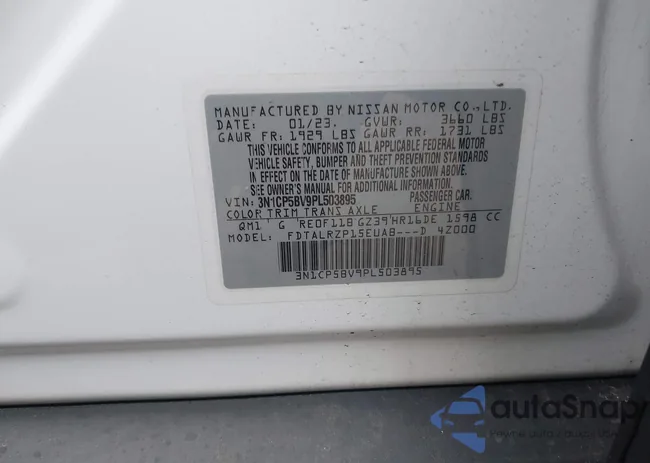 MANUFACTURED BY NISSAN MOTOR CO., LTD.
DATE: 01/23. GVWR: 3660 LBS
GAWR FR: 1929 LBS GAWR RR: 1731 LBS
THIS VEHICLE CONFORMS TO ALL APPLICABLE FEDERAL MOTOR
VEHICLE SAFETY, BUMPER AND THEFT PREVENTION STANDARDS
IN EFFECT ON THE DATE OF MANUFACTURE SHOWN ABOVE.
SEE OWNER'S MANUAL FOR ADDITIONAL INFORMATION.
VIN: 3N1CP5BV9PL503895 PASSENGER CAR
COLOR TRIM TRANS AXLE ENGINE
QM1 G RE0F11B G239 HR16DE 1598 CC
MODEL: FDTALRZP15EUAB---D 4Z000
3N1CP5BV9PL503895
autaSnap